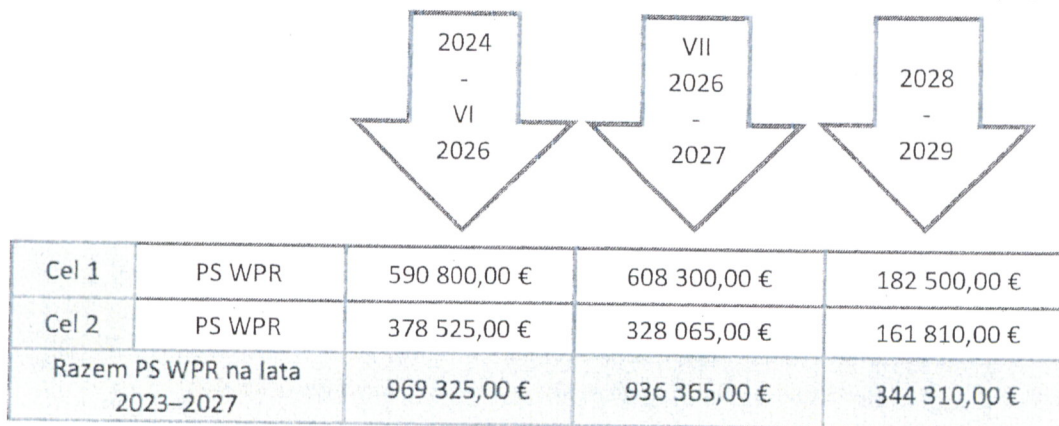 2024
-
VI
2026
VII
2026
-
2027
2028
-
2029
Cel 1 PS WPR 590 800,00 € 608 300,00 € 182 500,00 €
Cel 2 PS WPR 378 525,00 € 328 065,00 € 161 810,00 €
Razem PS WPR na lata
2023–2027 969 325,00 € 936 365,00 € 344 310,00 €